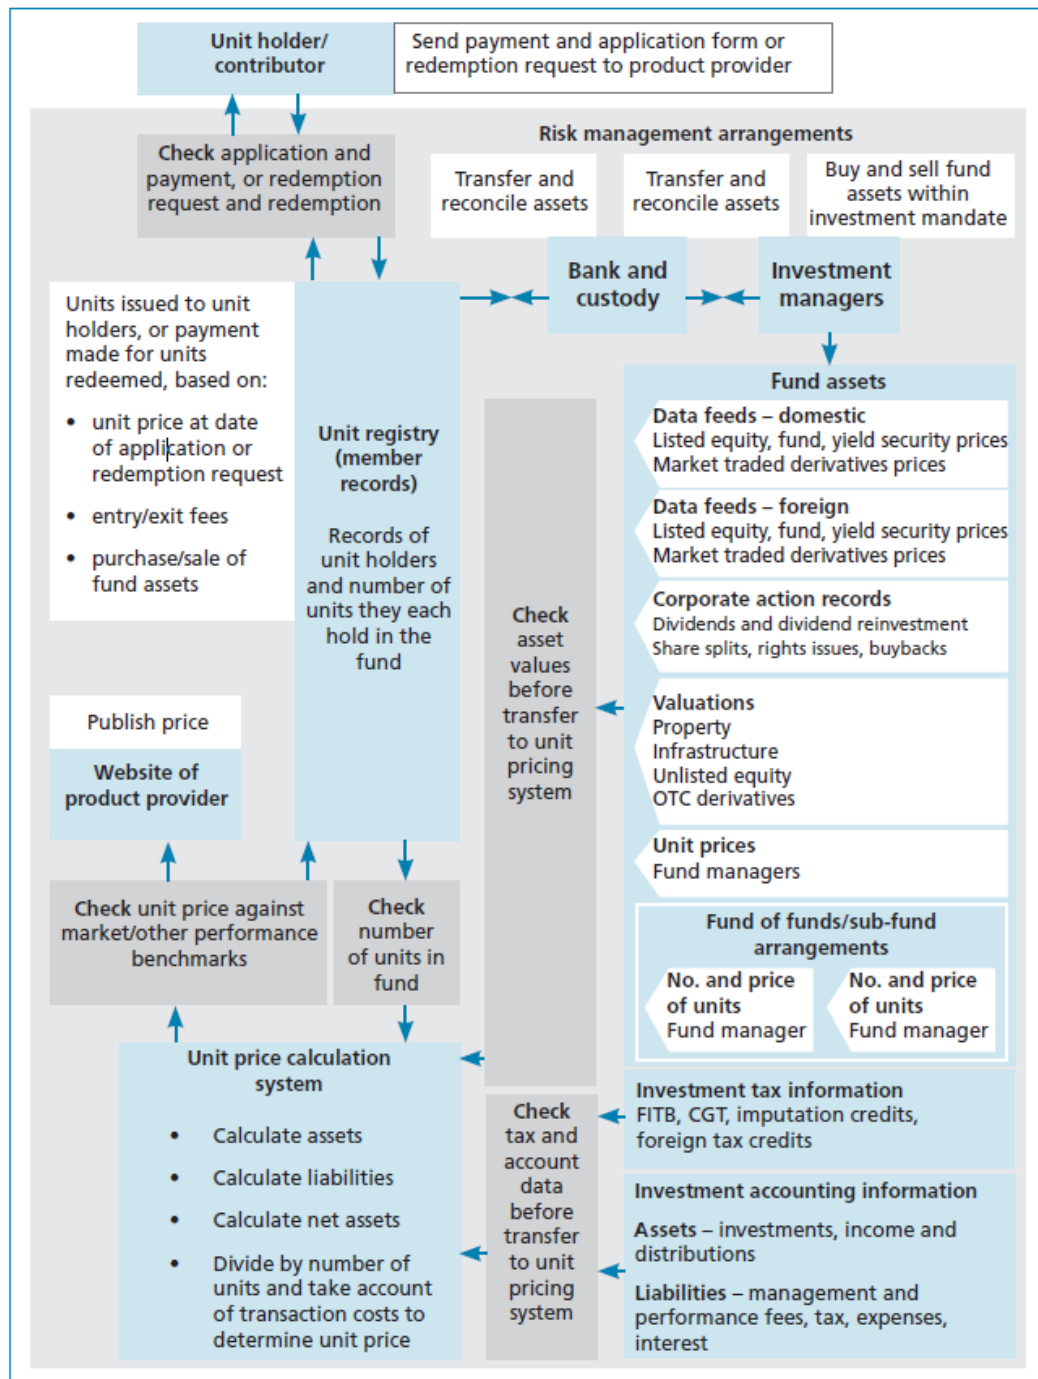 Unit holder/
contributor
Send payment and application form or
redemption request to product provider
Risk management arrangements
Check application and
payment, or redemption
request and redemption
Transfer and
reconcile assets
Transfer and
reconcile assets
Buy and sell fund
assets within
investment mandate
Bank and
custody
Investment
managers
Units issued to unit
holders, or payment
made for units
redeemed, based on:
• unit price at date
of application or
redemption request
• entry/exit fees
• purchase/sale of
fund assets
Unit registry
(member
records)
Records of
unit holders
and number of
units they each
hold in the
fund
Check
asset
values
before
transfer
to unit
pricing
system
Fund assets
Data feeds – domestic
Listed equity, fund, yield security prices
Market traded derivatives prices
Data feeds – foreign
Listed equity, fund, yield security prices
Market traded derivatives prices
Corporate action records
Dividends and dividend reinvestment
Share splits, rights issues, buybacks
Valuations
Property
Infrastructure
Unlisted equity
OTC derivatives
Unit prices
Fund managers
Fund of funds/sub-fund
arrangements
No. and price
of units
Fund manager
No. and price
of units
Fund manager
Publish price
Website of
product provider
Check unit price against
market/other performance
benchmarks
Check
number
of units in
fund
Unit price calculation
system
• Calculate assets
• Calculate liabilities
• Calculate net assets
• Divide by number of
units and take account
of transaction costs to
determine unit price
Check
tax and
account
data
before
transfer
to unit
pricing
system
Investment tax information
FITB, CGT, imputation credits,
foreign tax credits
Investment accounting information
Assets – investments, income and
distributions
Liabilities – management and
performance fees, tax, expenses,
interest